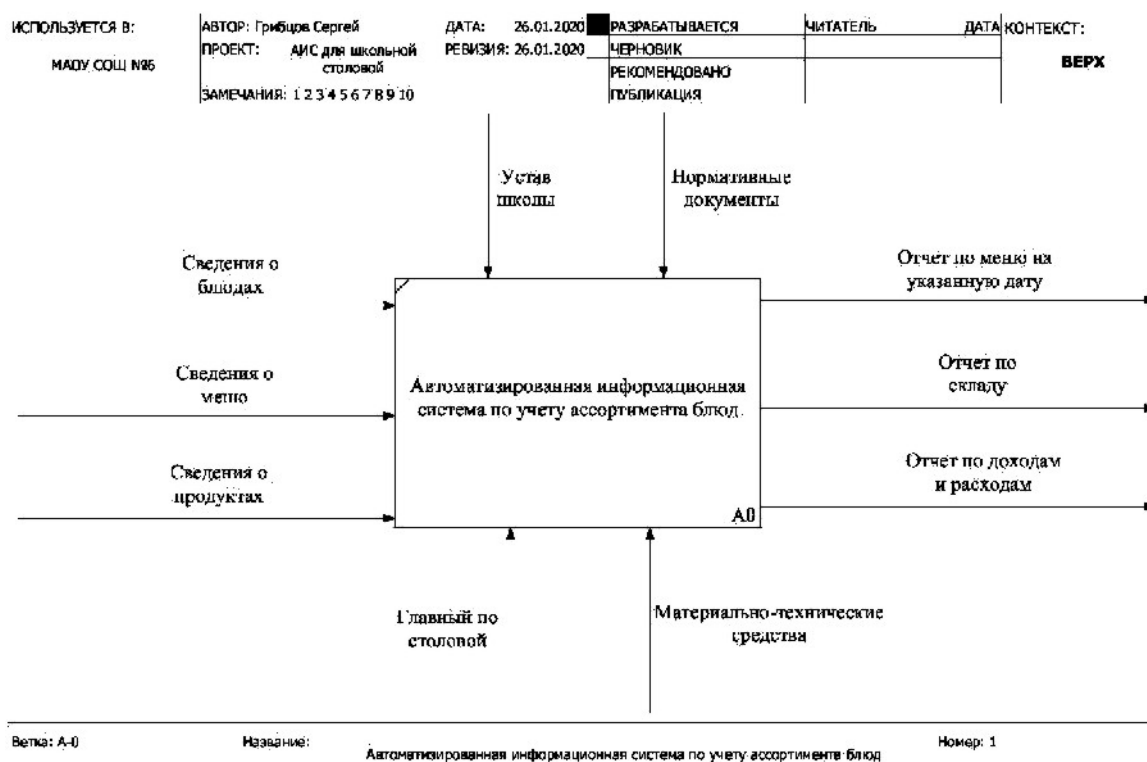 ИСПОЛЬЗУЕТСЯ В:
МАОУ СОШ №6
АВТОР: Грибцов Сергей
ДАТА: 26.01.2020
ПРОЕКТ: АИС для школьной
столовой
РЕВИЗИЯ: 26.01.2020
ЗАМЕЧАНИЯ: 1 2 3 4 5 6 7 8 9 10
РАЗРАБАТЫВАЕТСЯ
ЧЕРНОВИК
РЕКОМЕНДОВАНО
ПУБЛИКАЦИЯ
ЧИТАТЕЛЬ
ДАТА
КОНТЕКСТ:
ВЕРХ
Устав
школы
Нормативные
документы
Сведения о
блюдах
Сведения о
меню
Сведения о
продуктах
Автоматизированная информационная
система по учету ассортимента блюд.
A0
Отчет по меню на
указанную дату
Отчет по
складу
Отчет по доходам
и расходам
Главный по
столовой
Материально-технические
средства
Ветка: A-0
Название:
Автоматизированная информационная система по учету ассортимента блюд
Номер: 1